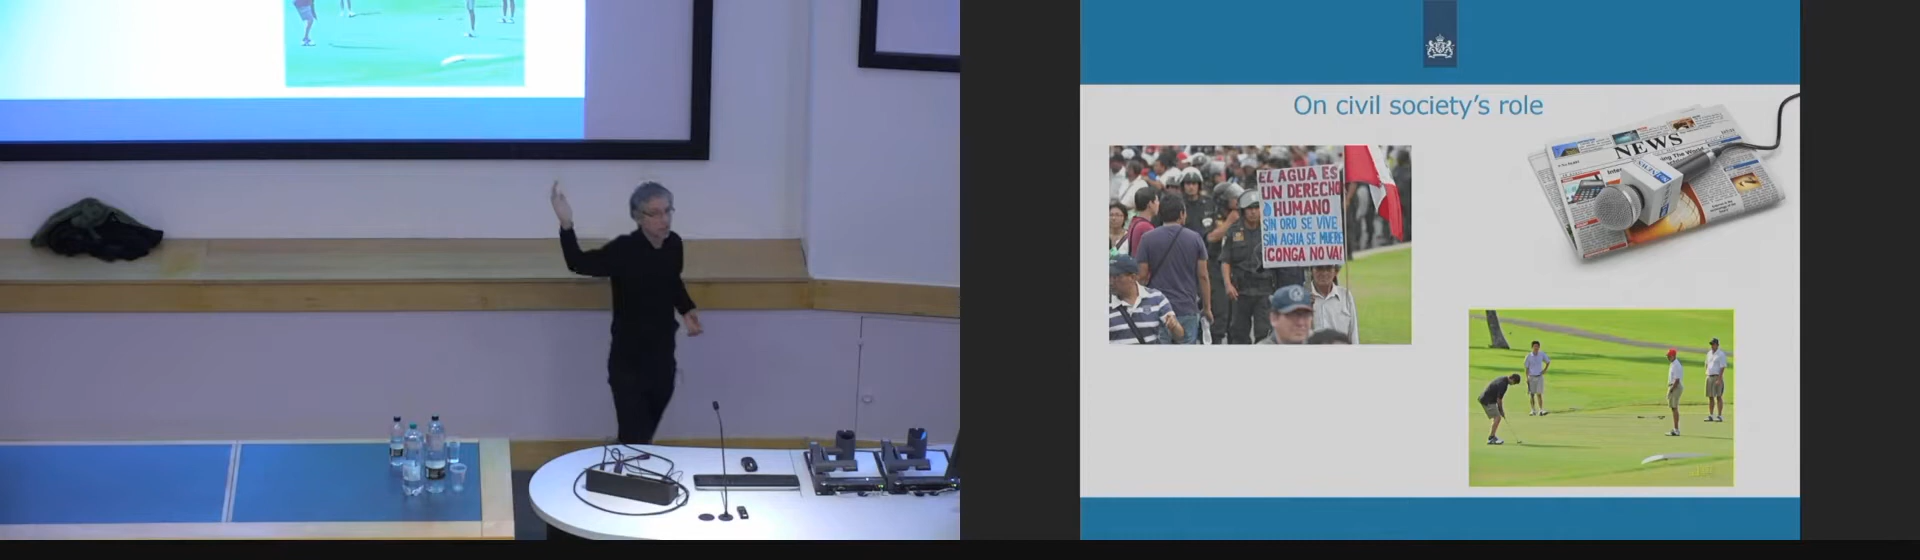 On civil society's role
EL AGUA ES
UN DERECHO
HUMANO
SIN ORO SE VIVE
SIN AGUA SE MUERE
¡CONGA NO VA!
NEWS